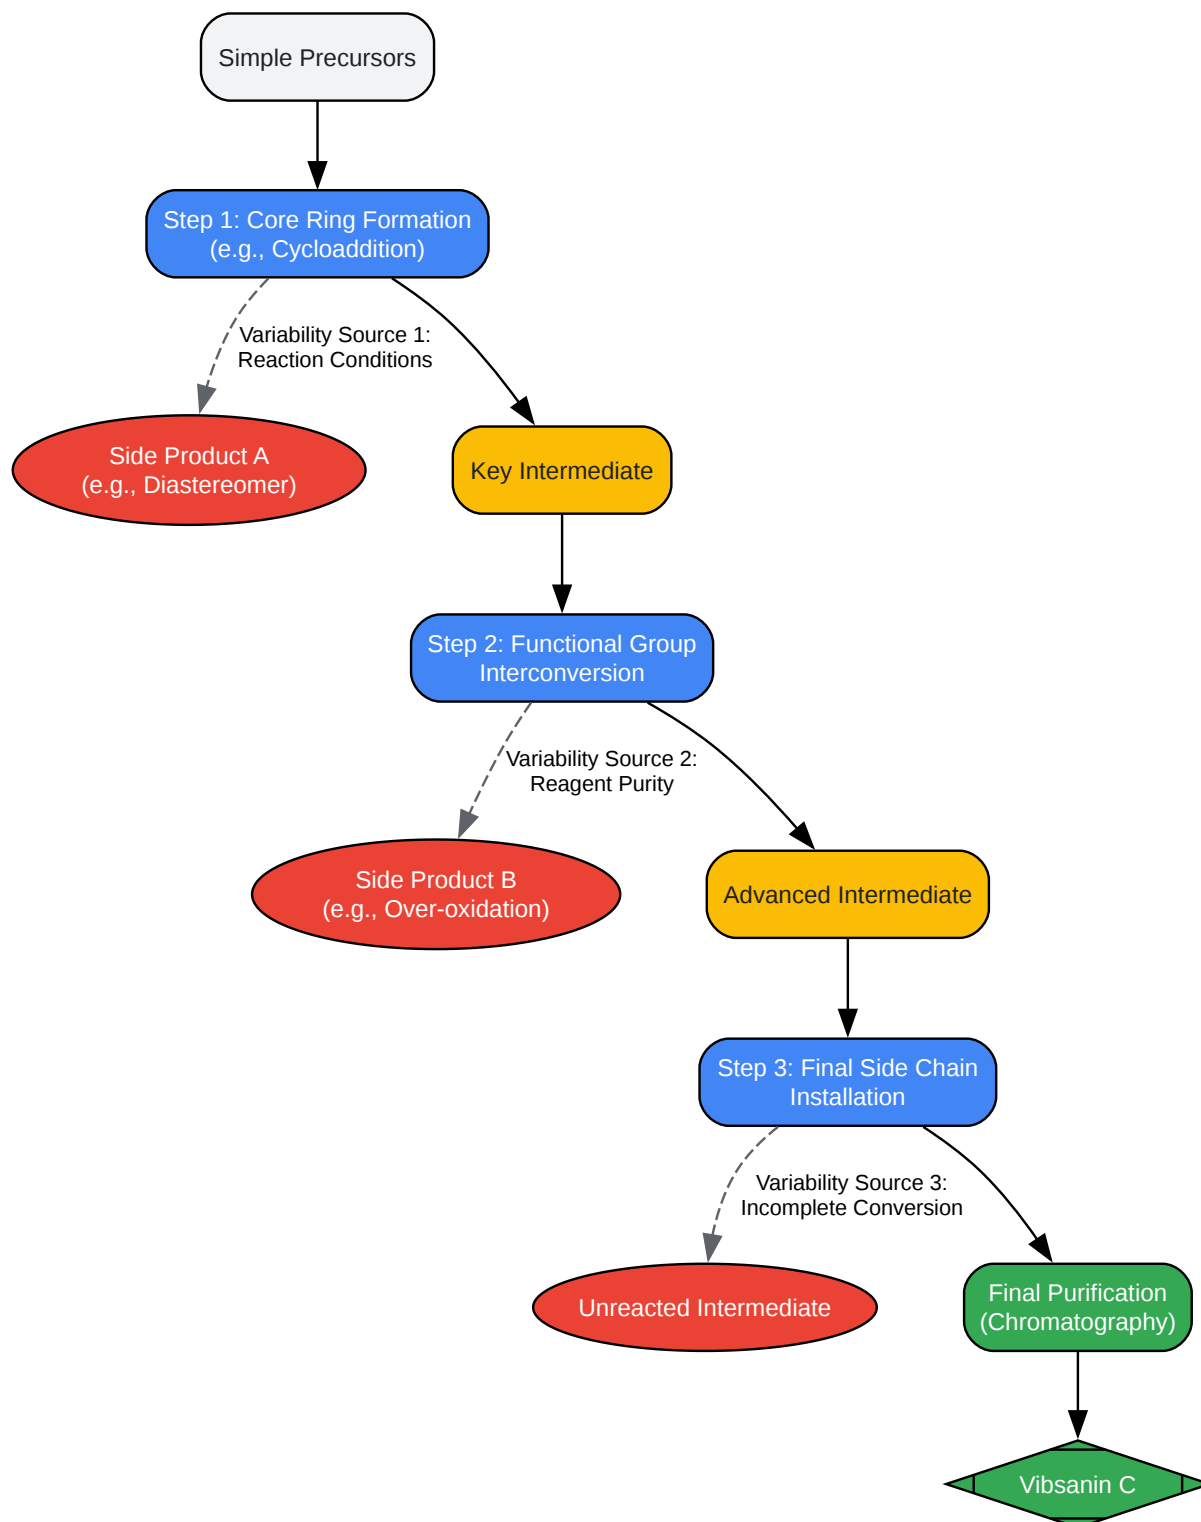 Simple Precursors
Step 1: Core Ring Formation
(e.g., Cycloaddition)
Variability Source 1:
Reaction Conditions
Side Product A
(e.g., Diastereomer)
Key Intermediate
Step 2: Functional Group
Interconversion
Variability Source 2:
Reagent Purity
Side Product B
(e.g., Over-oxidation)
Advanced Intermediate
Step 3: Final Side Chain
Installation
Variability Source 3:
Incomplete Conversion
Unreacted Intermediate
Final Purification
(Chromatography)
Vibsanin C